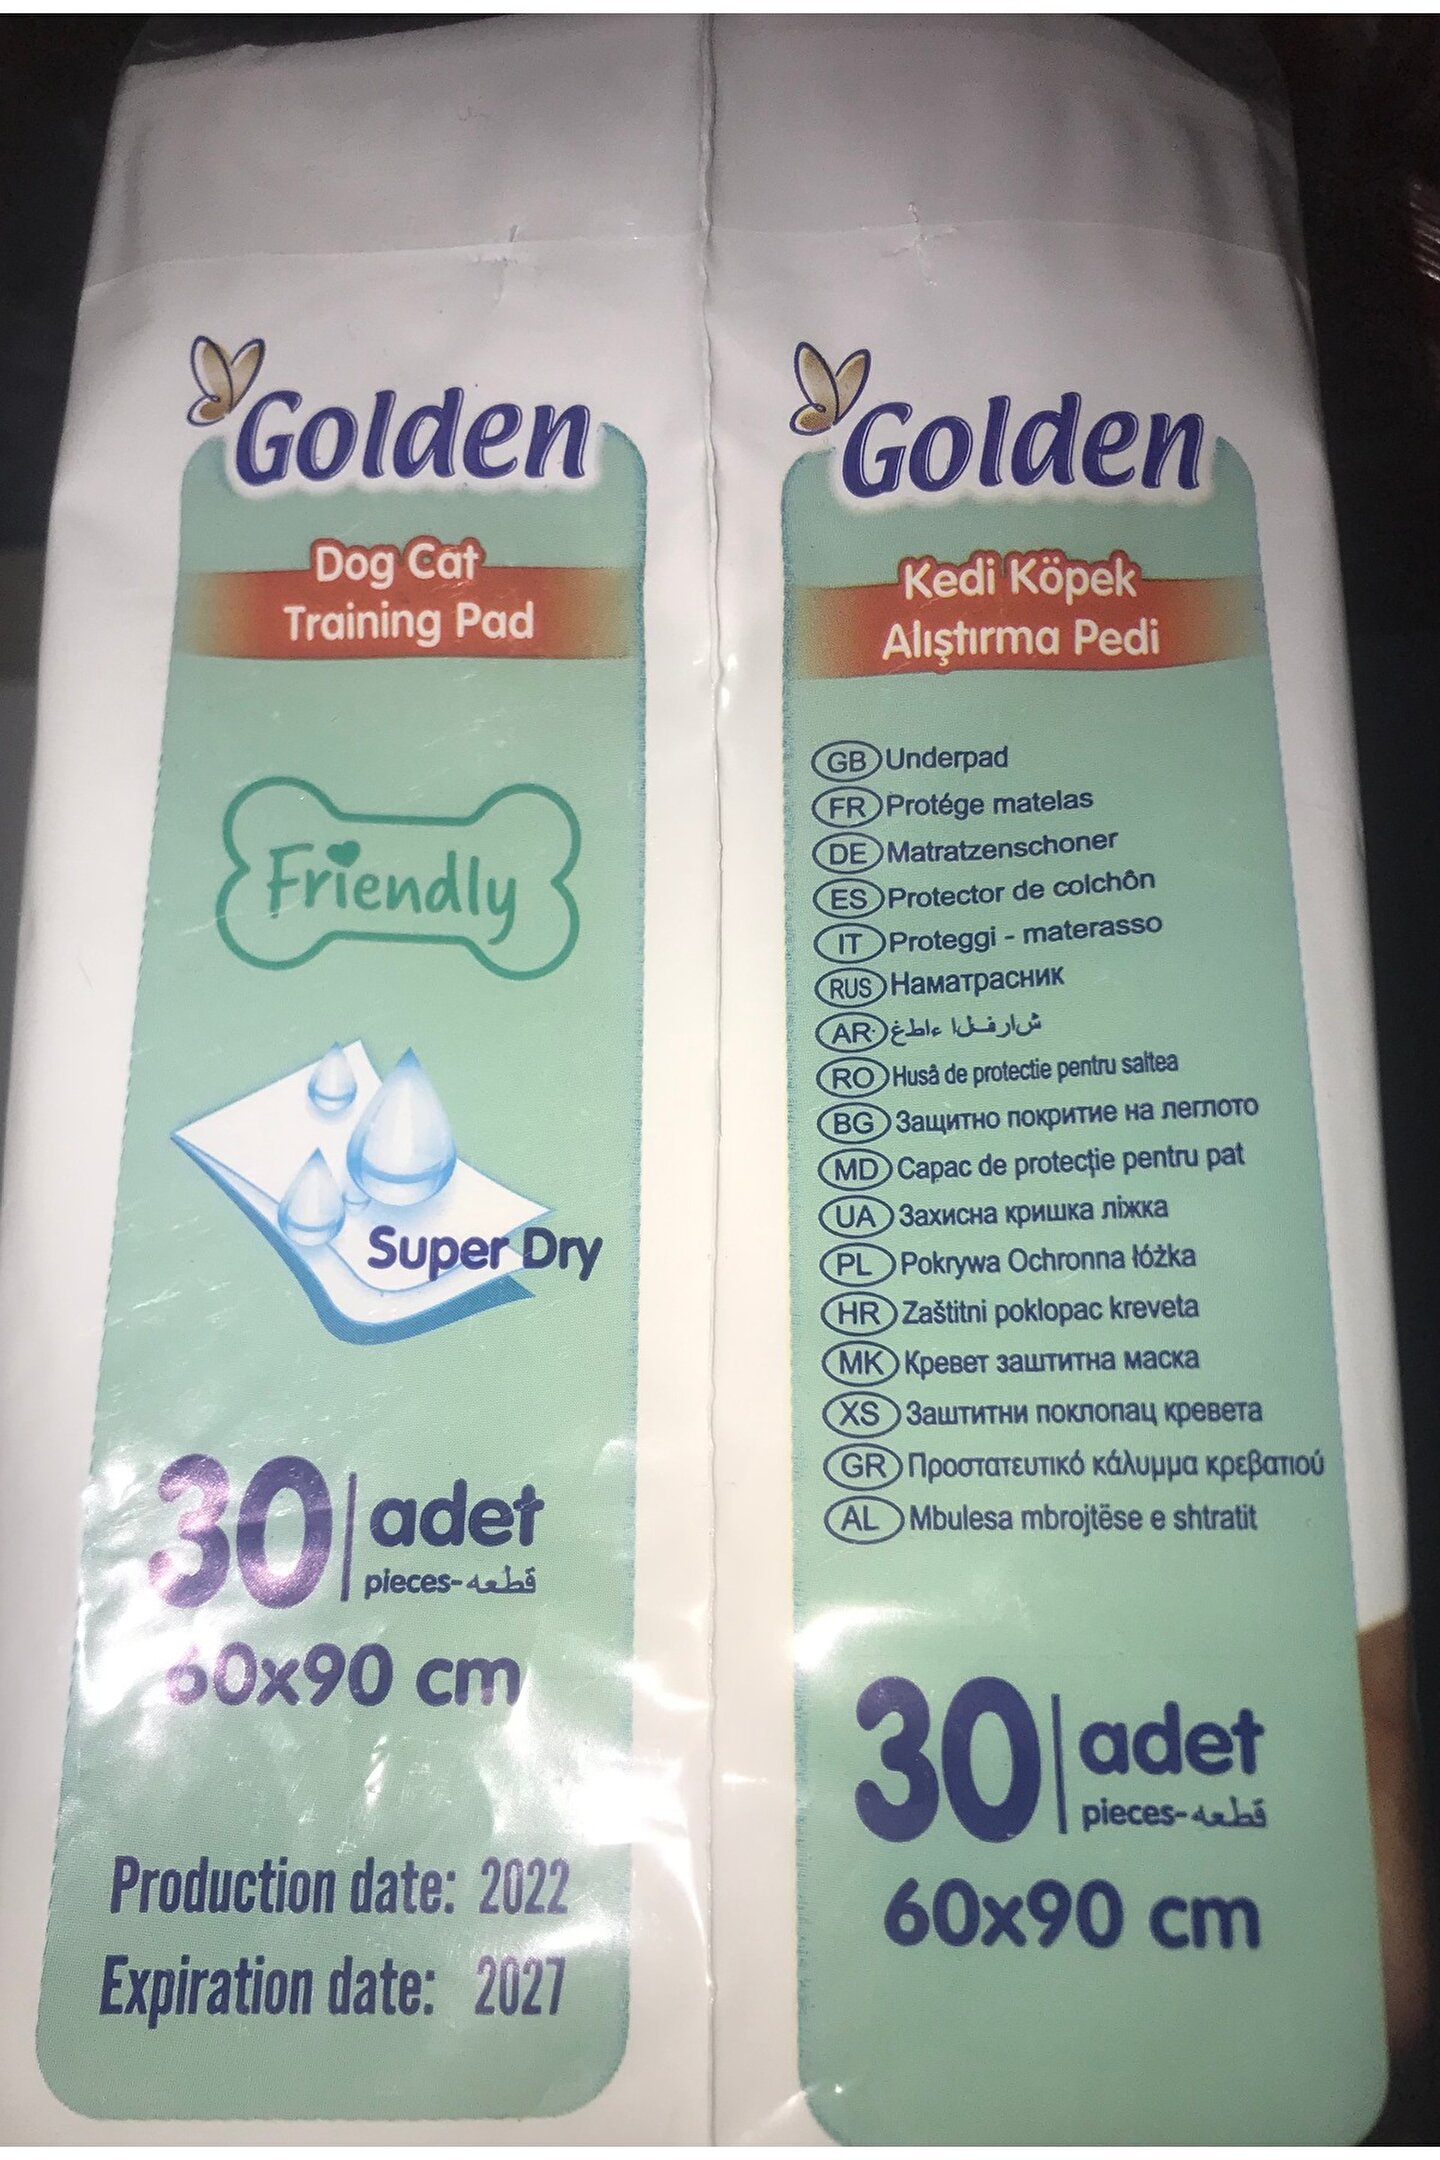 Golden
Dog Cat
Training Pad
Friendly
Super Dry
30 adet
pieces-قطعه
60x90 cm
Production date: 2022
Expiration date: 2027
Golden
Kedi Köpek
Alıştırma Pedi
GB Underpad
FR Protége matelas
DE Matratzenschoner
ES Protector de colchôn
IT Proteggi - materasso
RUS Наматрасник
AR غطاء الفراش
RO Husâ de protectie pentru saltea
BG Защитно покритие на леглото
MD Capac de protecție pentru pat
UA Захисна кришка ліжка
PL Pokrywa Ochronna łóżka
HR Zaštitni poklopac kreveta
MK Кревет заштитна маска
XS Заштитни поклопац кревета
GR Προστατευτικό κάλυμμα κρεβατιού
AL Mbulesa mbrojtëse e shtratit
30 adet
pieces-قطعه
60x90 cm